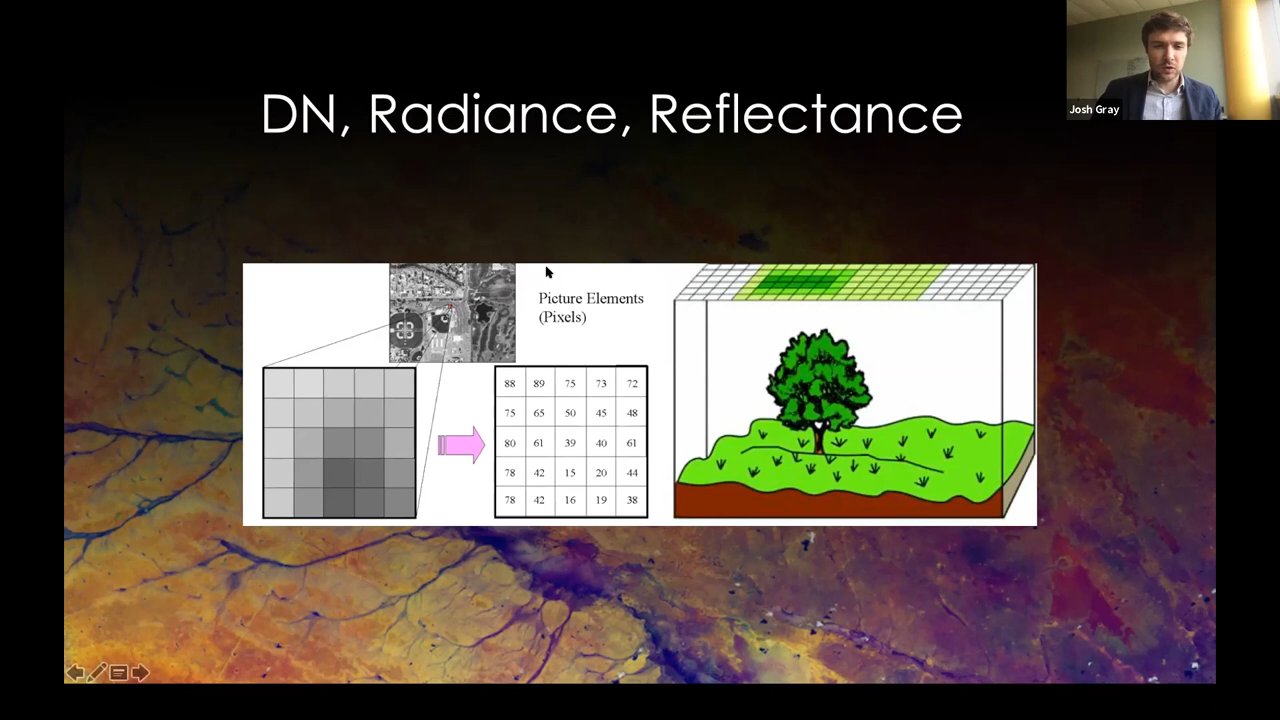 DN, Radiance, Reflectance
Josh Gray
Picture Elements
(Pixels)
88 89 75 73 72
75 65 50 45 48
80 61 39 40 61
78 42 15 20 44
78 42 16 19 38